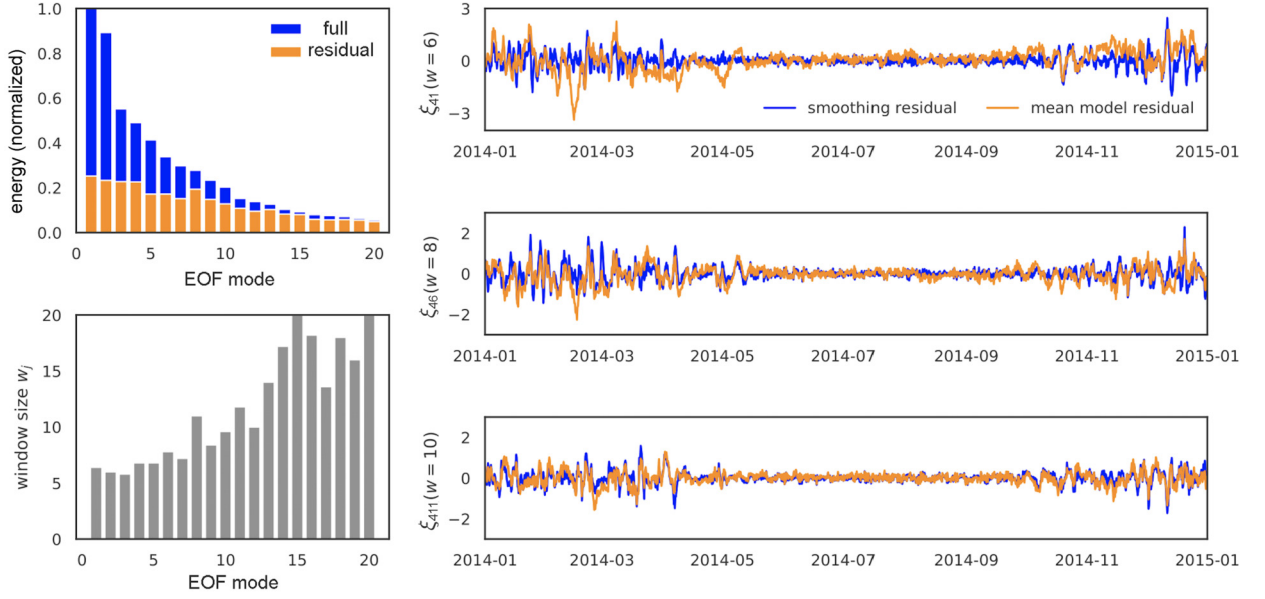 full
residual
energy (normalized)
1.0
0.8
0.6
0.4
0.2
0.0
0 5 10 15 20
EOF mode
window size wⱼ
20
15
10
5
0
0 5 10 15 20
EOF mode
ξ₄₁(w = 6)
3
0
−3
smoothing residual mean model residual
2014-01 2014-03 2014-05 2014-07 2014-09 2014-11 2015-01
ξ₄₆(w = 8)
2
0
−2
2014-01 2014-03 2014-05 2014-07 2014-09 2014-11 2015-01
ξ₄₁₁(w = 10)
2
0
−2
2014-01 2014-03 2014-05 2014-07 2014-09 2014-11 2015-01